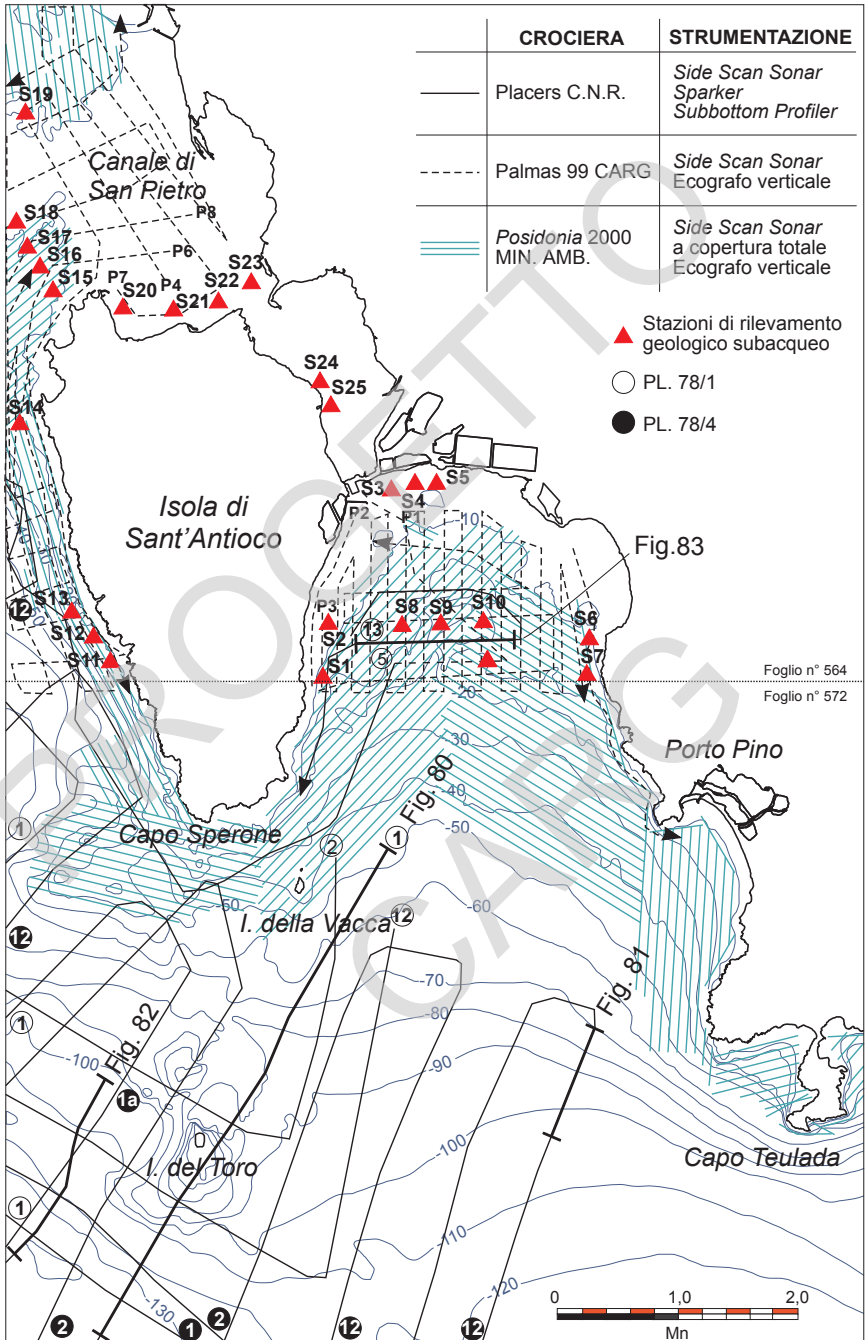 CROCIERA STRUMENTAZIONE
Placers C.N.R.
Side Scan Sonar
Sparker
Subbottom Profiler
Palmas 99 CARG
Side Scan Sonar
Ecografo verticale
Posidonia 2000
MIN. AMB.
Side Scan Sonar
a copertura totale
Ecografo verticale
Stazioni di rilevamento
geologico subacqueo
PL. 78/1
PL. 78/4
S19
Canale di
San Pietro
S18
P8
S17
P6
S16
S15
P7
S20
P4
S21
S22
S23
S24
S25
S14
S3
S4
S5
P2
P1
-10
Isola di
Sant'Antioco
Fig.83
12
S13
S12
S11
P3
S2
S1
13
5
S8
S9
S10
S6
S7
Foglio n° 564
Foglio n° 572
-20
-30
-40
-50
Porto Pino
Fig. 80
1
Capo Sperone
2
1
-60
I. della Vacca
12
-60
12
-70
-80
Fig. 81
1
Fig. 82
-100
1a
-90
I. del Toro
-100
Capo Teulada
1
-110
-120
-130
2
1
2
12
12
0 1,0 2,0
Mn
PROGETTO
CARG